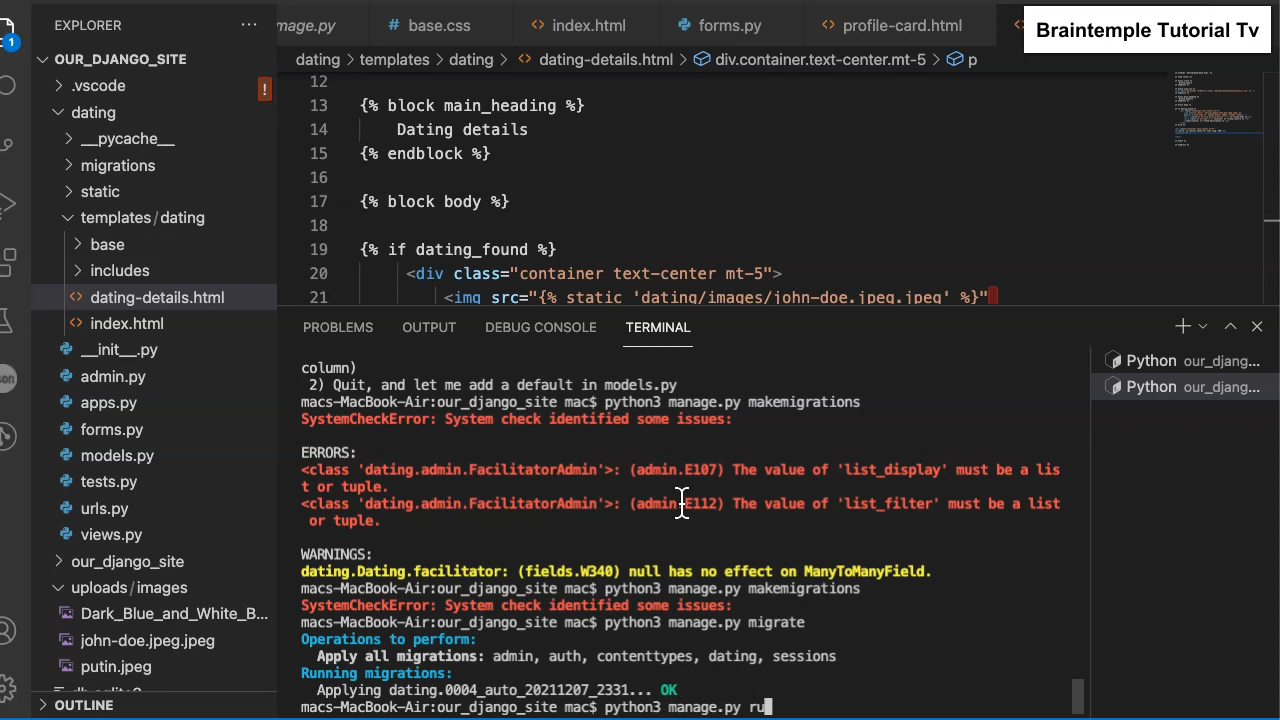 EXPLORER
mage.py
base.css
index.html
forms.py
profile-card.html
Braintemple Tutorial Tv
1
OUR_DJANGO_SITE
.vscode
!
dating
__pycache__
migrations
static
templates/dating
base
includes
dating-details.html
index.html
__init__.py
admin.py
apps.py
forms.py
models.py
tests.py
urls.py
views.py
our_django_site
uploads/images
Dark_Blue_and_White_B...
john-doe.jpeg.jpeg
putin.jpeg
OUTLINE
dating > templates > dating > dating-details.html > div.container.text-center.mt-5 > p
12
13 {% block main_heading %}
14 Dating details
15 {% endblock %}
16
17 {% block body %}
18
19 {% if dating_found %}
20 <div class="container text-center mt-5">
21 <img src="{% static 'dating/images/john-doe.jpeg.jpeg' %}"
PROBLEMS OUTPUT DEBUG CONSOLE TERMINAL
Python our_djang...
Python our_djang...
column)
2) Quit, and let me add a default in models.py
macs-MacBook-Air:our_django_site mac$ python3 manage.py makemigrations
SystemCheckError: System check identified some issues:
ERRORS:
<class 'dating.admin.FacilitatorAdmin'>: (admin.E107) The value of 'list_display' must be a lis
t or tuple.
<class 'dating.admin.FacilitatorAdmin'>: (admin.E112) The value of 'list_filter' must be a list
or tuple.
WARNINGS:
dating.Dating.facilitator: (fields.W340) null has no effect on ManyToManyField.
macs-MacBook-Air:our_django_site mac$ python3 manage.py makemigrations
SystemCheckError: System check identified some issues:
macs-MacBook-Air:our_django_site mac$ python3 manage.py migrate
Operations to perform:
Apply all migrations: admin, auth, contenttypes, dating, sessions
Running migrations:
Applying dating.0004_auto_20211207_2331... OK
macs-MacBook-Air:our_django_site mac$ python3 manage.py ru